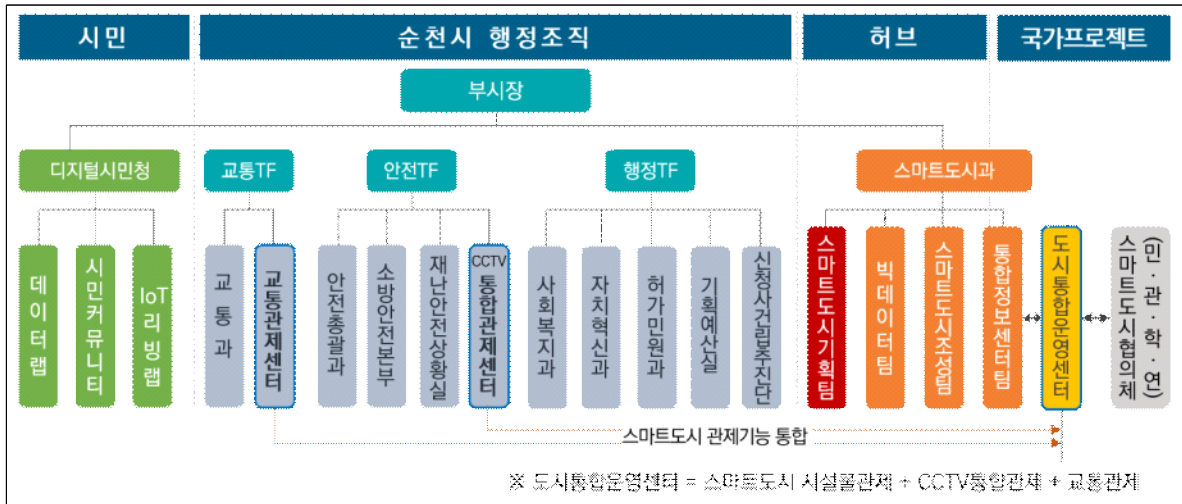 시민
순천시 행정조직
허브
국가프로젝트
부시장
디지털시민청
교통TF
안전TF
행정TF
스마트도시과
데이터랩
시민커뮤니티
IoT리빙랩
교통과
교통관제센터
안전총괄과
소방안전본부
재난안전상황실
CCTV
통합관제센터
사회복지과
자치혁신과
허가민원과
기획예산실
신청사건립추진단
스마트도시기획팀
빅데이터팀
스마트도시조성팀
통합정보센터팀
도시통합운영센터
스마트도시협의체
(민·관·학·연)
스마트도시 관제기능 통합
※ 도시통합운영센터 = 스마트도시 시설물관제 + CCTV통합관제 + 교통관제